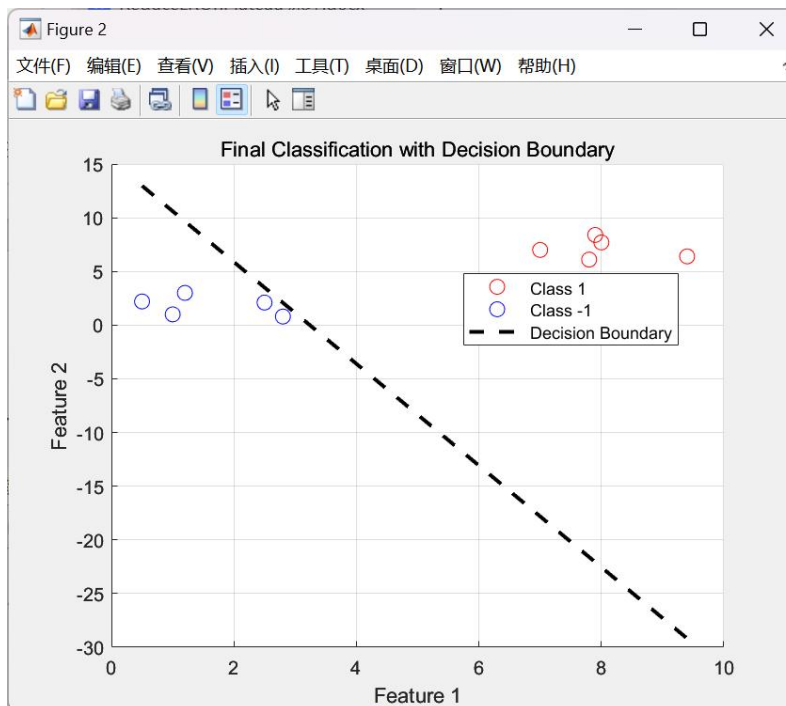 Figure 2
文件(F) 编辑(E) 查看(V) 插入(I) 工具(T) 桌面(D) 窗口(W) 帮助(H)
Final Classification with Decision Boundary
15
10
5
0
-5
-10
-15
-20
-25
-30
Feature 2
Class 1
Class -1
Decision Boundary
0 2 4 6 8 10
Feature 1